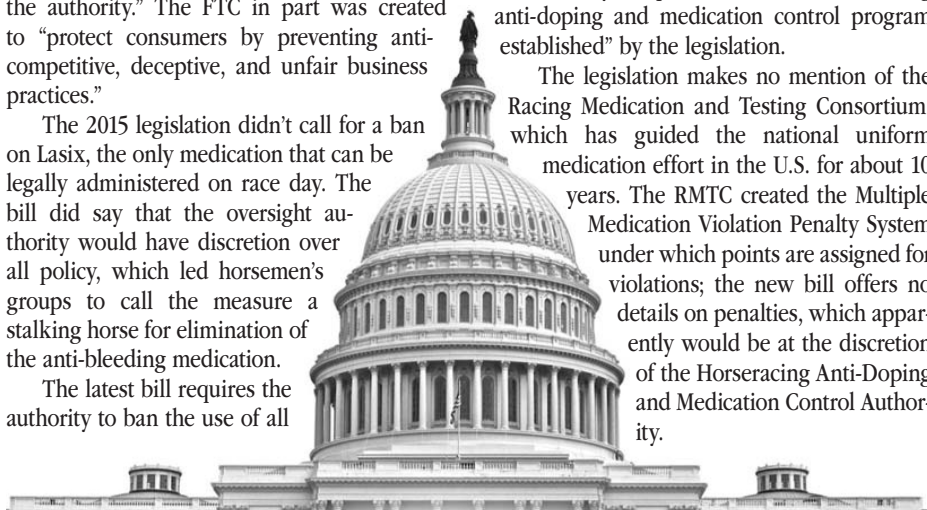 the authority.” The FTC in part was created
to “protect consumers by preventing anti-
competitive, deceptive, and unfair business
practices.”
The 2015 legislation didn’t call for a ban
on Lasix, the only medication that can be
legally administered on race day. The
bill did say that the oversight au-
thority would have discretion over
all policy, which led horsemen’s
groups to call the measure a
stalking horse for elimination of
the anti-bleeding medication.
The latest bill requires the
authority to ban the use of all
anti-doping and medication control program
established” by the legislation.
The legislation makes no mention of the
Racing Medication and Testing Consortium
which has guided the national uniform
medication effort in the U.S. for about 10
years. The RMTC created the Multiple
Medication Violation Penalty System
under which points are assigned for
violations; the new bill offers no
details on penalties, which appar-
ently would be at the discretion
of the Horseracing Anti-Doping
and Medication Control Author-
ity.